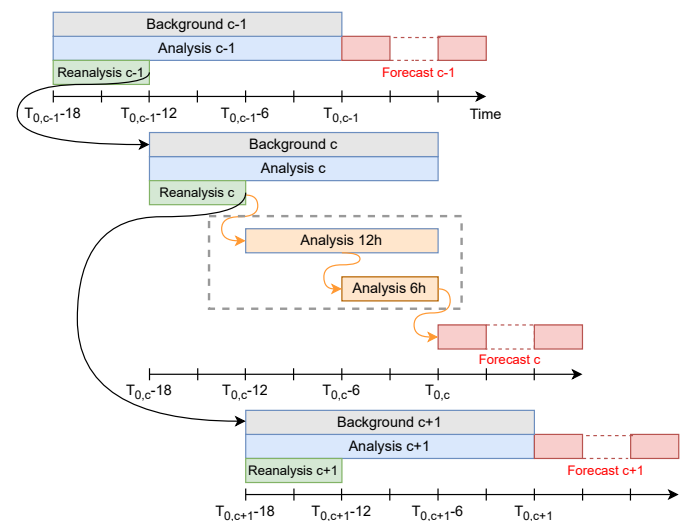 Background c-1
Analysis c-1
Reanalysis c-1
Forecast c-1
T0,c-1-18 T0,c-1-12 T0,c-1-6 T0,c-1 Time
Background c
Analysis c
Reanalysis c
Analysis 12h
Analysis 6h
Forecast c
T0,c-18 T0,c-12 T0,c-6 T0,c
Background c+1
Analysis c+1
Reanalysis c+1 Forecast c+1
T0,c+1-18 T0,c+1-12 T0,c+1-6 T0,c+1